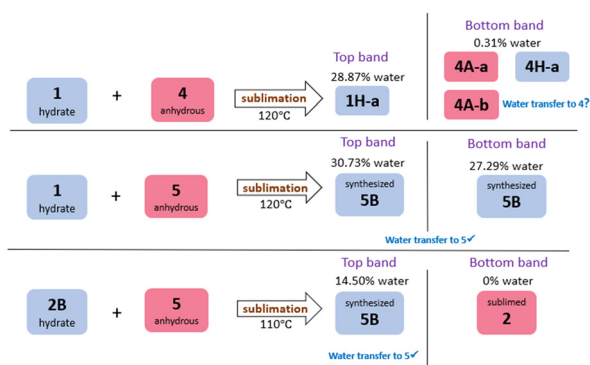 Bottom band
0.31% water
Top band
28.87% water
1
hydrate
+
4
anhydrous
sublimation
120°C
1H-a
4A-a
4H-a
4A-b
Water transfer to 4?
Top band
30.73% water
Bottom band
27.29% water
1
hydrate
+
5
anhydrous
sublimation
120°C
synthesized
5B
synthesized
5B
Water transfer to 5✓
Top band
14.50% water
Bottom band
0% water
2B
hydrate
+
5
anhydrous
sublimation
110°C
synthesized
5B
sublimed
2
Water transfer to 5✓